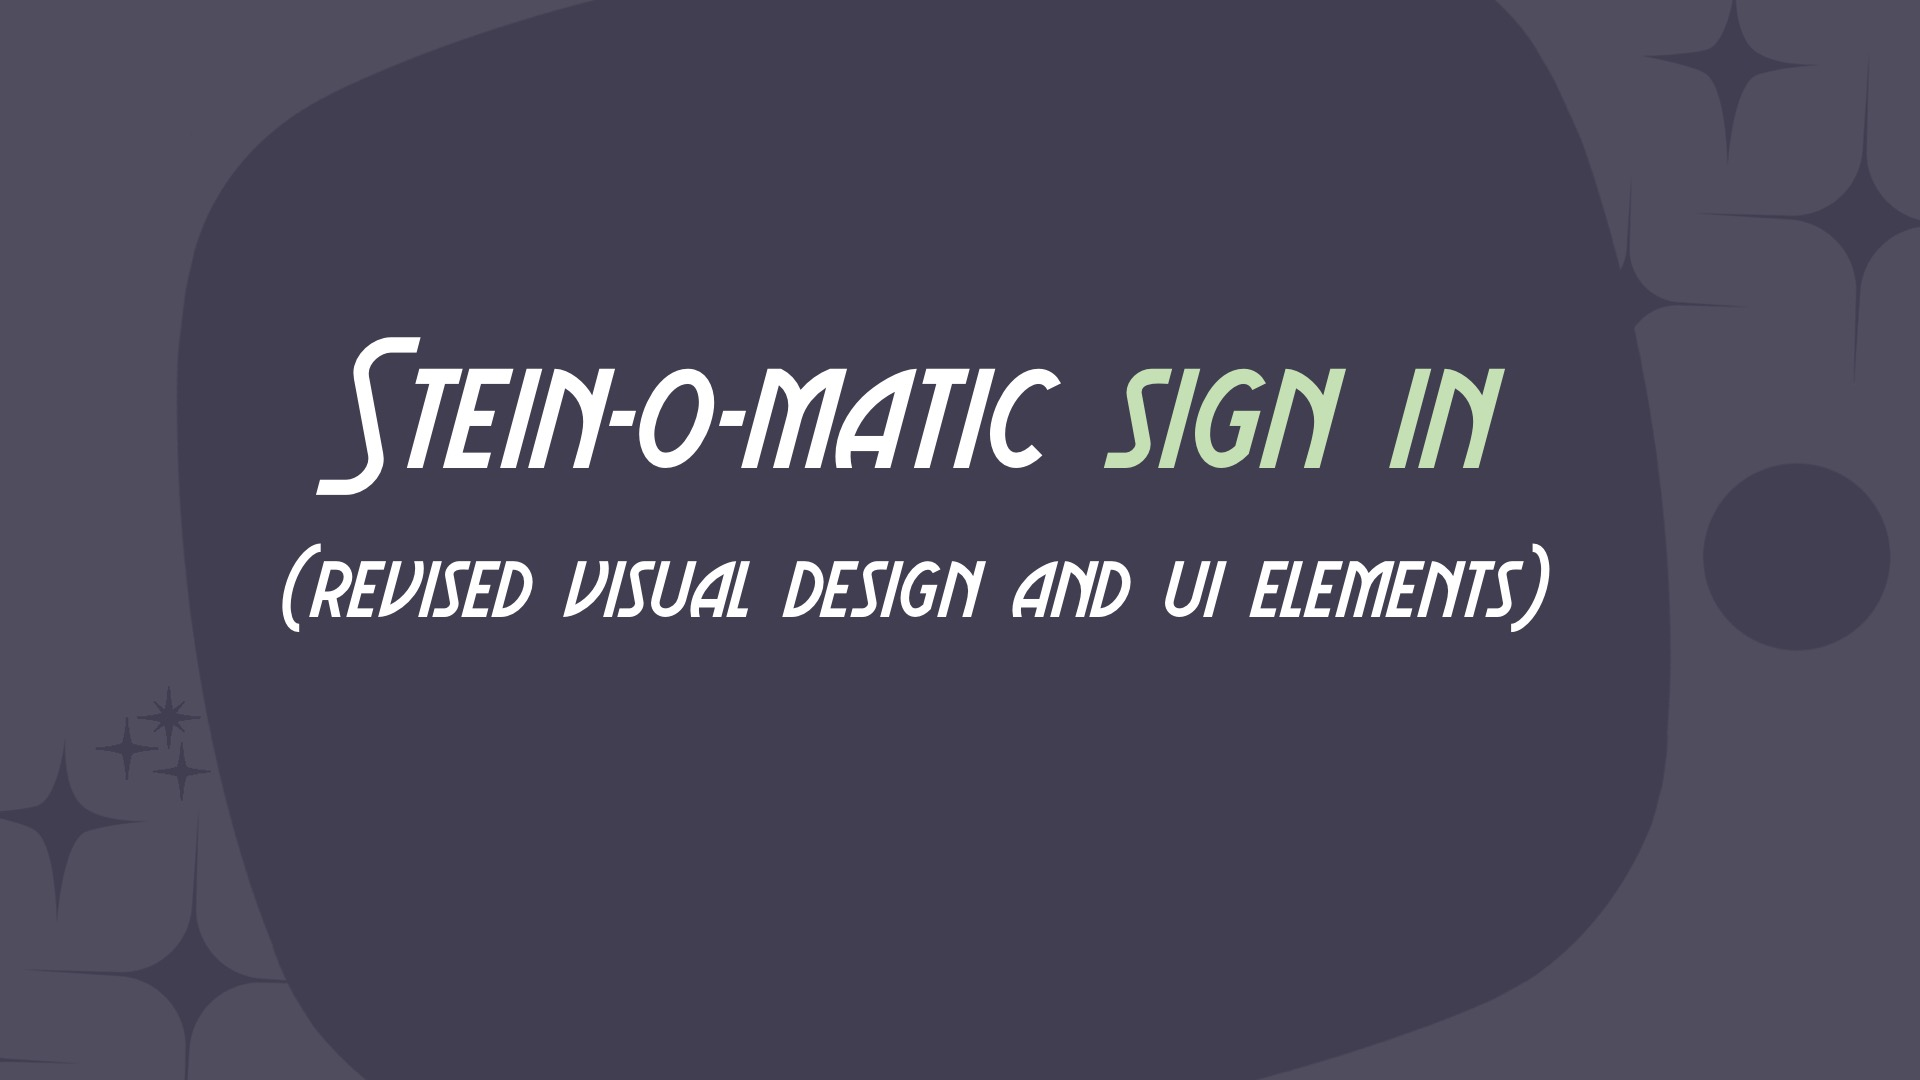 Stein-o-matic sign in
(revised visual design and UI elements)